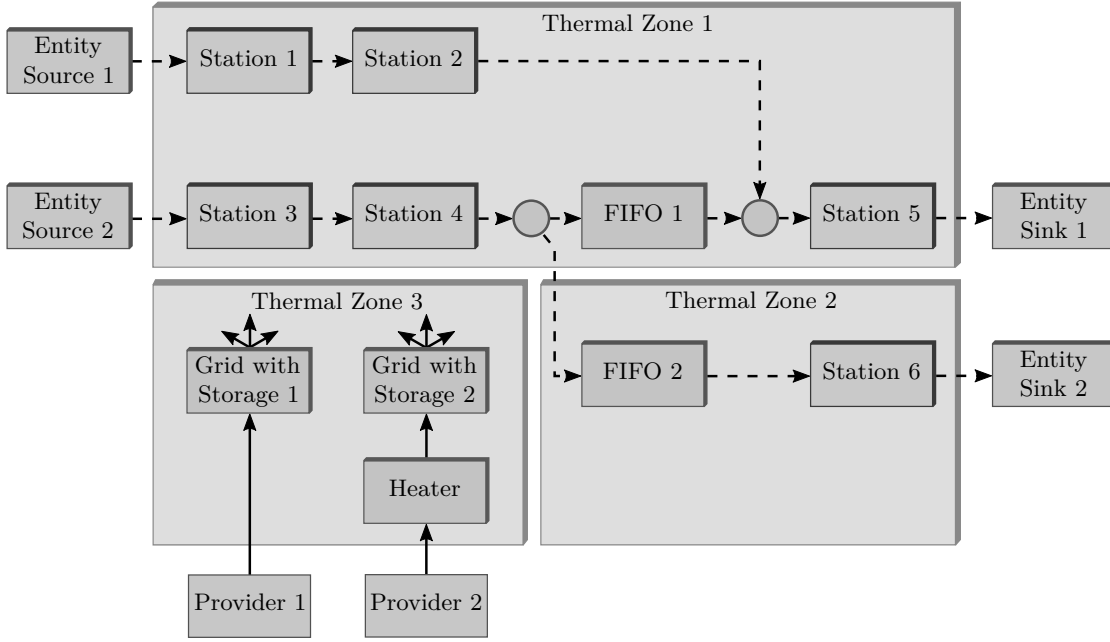 Thermal Zone 1
Entity
Source 1
Station 1
Station 2
Entity
Source 2
Station 3
Station 4
FIFO 1
Station 5
Entity
Sink 1
Thermal Zone 3
Grid with
Storage 1
Grid with
Storage 2
Heater
Provider 1
Provider 2
Thermal Zone 2
FIFO 2
Station 6
Entity
Sink 2